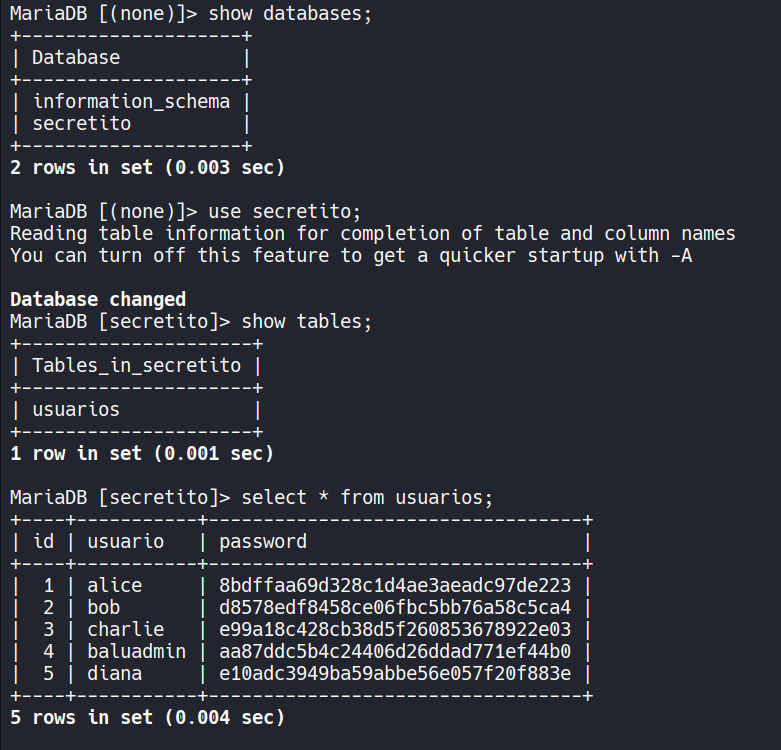 MariaDB [(none)]> show databases;
+--------------------+
| Database           |
+--------------------+
| information_schema |
| secretito          |
+--------------------+
2 rows in set (0.003 sec)
MariaDB [(none)]> use secretito;
Reading table information for completion of table and column names
You can turn off this feature to get a quicker startup with -A
Database changed
MariaDB [secretito]> show tables;
+---------------------+
| Tables_in_secretito |
+---------------------+
| usuarios            |
+---------------------+
1 row in set (0.001 sec)
MariaDB [secretito]> select * from usuarios;
+----+-----------+----------------------------------+
| id | usuario   | password                         |
+----+-----------+----------------------------------+
|  1 | alice     | 8bdffaa69d328c1d4ae3aeadc97de223 |
|  2 | bob       | d8578edf8458ce06fbc5bb76a58c5ca4 |
|  3 | charlie   | e99a18c428cb38d5f260853678922e03 |
|  4 | baluadmin | aa87ddc5b4c24406d26ddad771ef44b0 |
|  5 | diana     | e10adc3949ba59abbe56e057f20f883e |
+----+-----------+----------------------------------+
5 rows in set (0.004 sec)